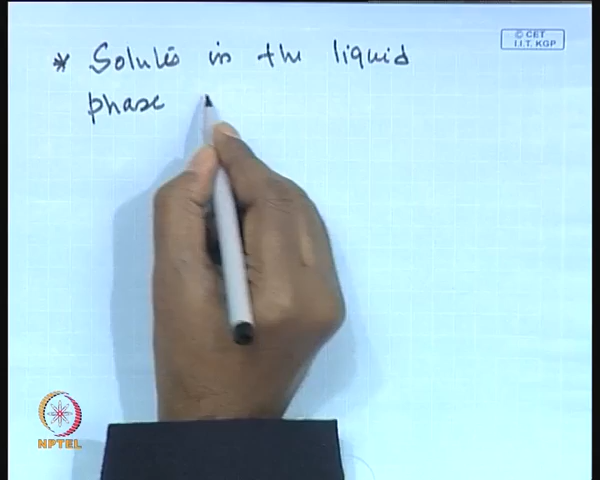 * Solutes in the liquid
phase
© CET
I.I.T. KGP
NPTEL